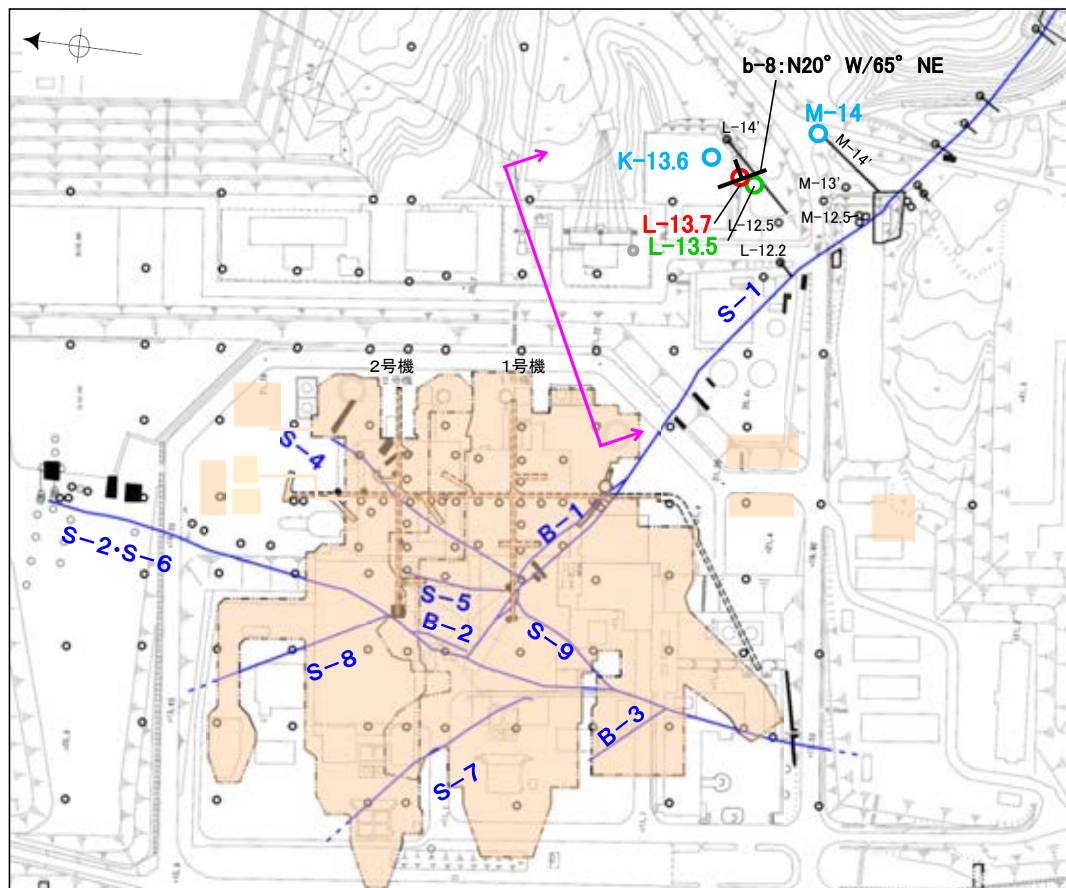 b-8:N20° W/65° NE
M-14
L-14'
K-13.6
M-14'
M-13'
L-13.7
L-12.5
M-12.5
L-13.5
L-12.2
S-1
2号機
1号機
S-4
B-1
S-2・S-6
S-5
B-2
S-9
S-8
B-3
S-7